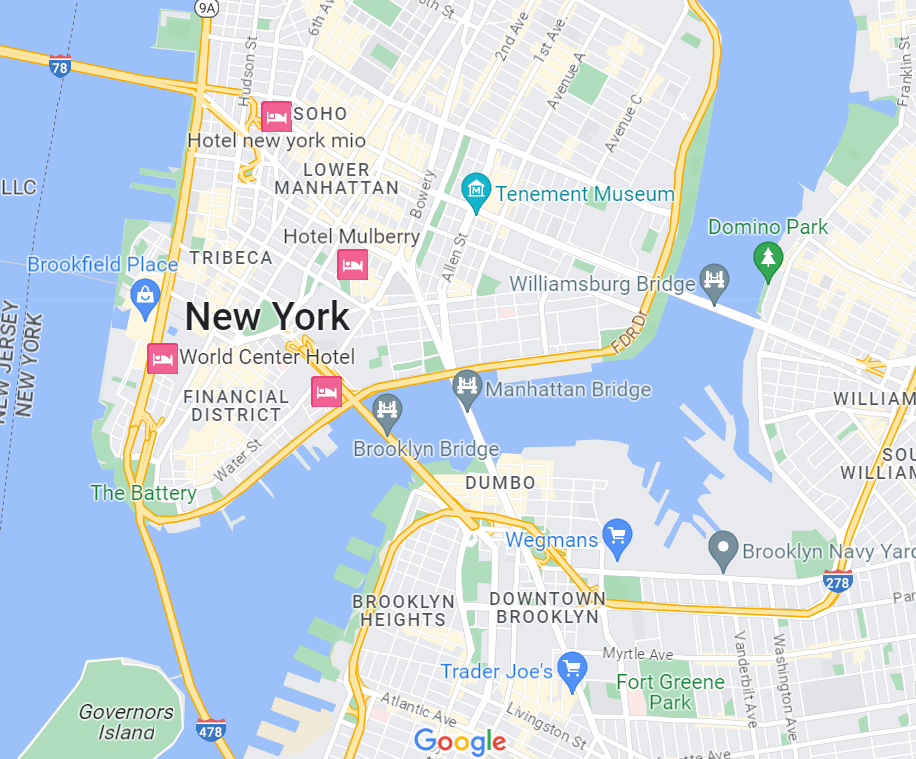 9A
6th Ave
2nd Ave
1st Ave
Franklin St
Hudson St
78
Avenue A
Avenue C
SOHO
Hotel new york mio
LOWER
MANHATTAN
LLC
Bowery
Tenement Museum
Hotel Mulberry
Domino Park
Allen St
TRIBECA
Brookfield Place
Williamsburg Bridge
New York
NEW JERSEY
NEW YORK
FDR Dr
World Center Hotel
Manhattan Bridge
FINANCIAL
DISTRICT
WILLIAM
Brooklyn Bridge
Water St
SOU
WILLIAM
DUMBO
The Battery
Wegmans
Brooklyn Navy Yard
278
BROOKLYN
HEIGHTS
DOWNTOWN
BROOKLYN
Par
Myrtle Ave
Vanderbilt Ave
Washington Ave
Trader Joe's
Fort Greene
Park
Governors
Island
Atlantic Ave
Livingston St
478
Google